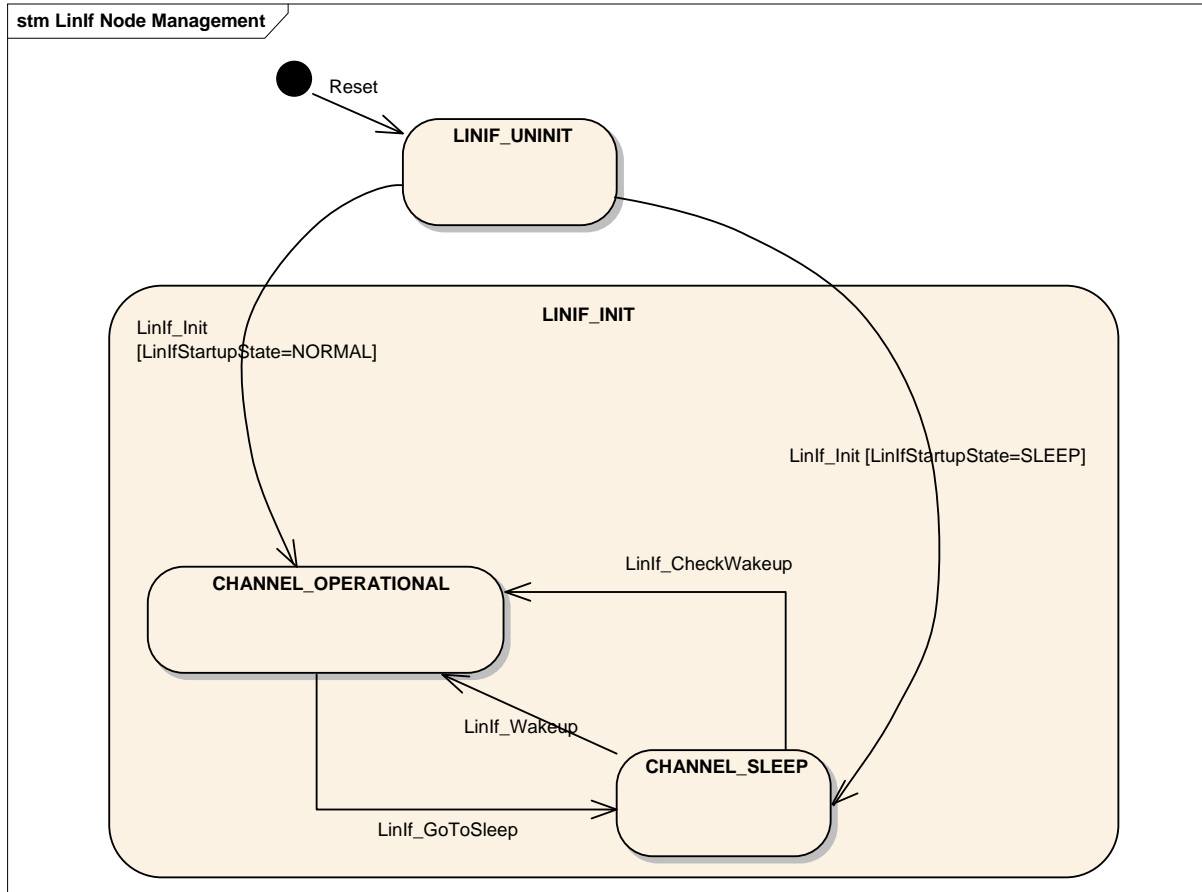 stm LinIf Node Management
Reset
LINIF_UNINIT
LINIF_INIT
LinIf_Init
[LinIfStartupState=NORMAL]
LinIf_Init [LinIfStartupState=SLEEP]
LinIf_CheckWakeup
CHANNEL_OPERATIONAL
LinIf_Wakeup
CHANNEL_SLEEP
LinIf_GoToSleep